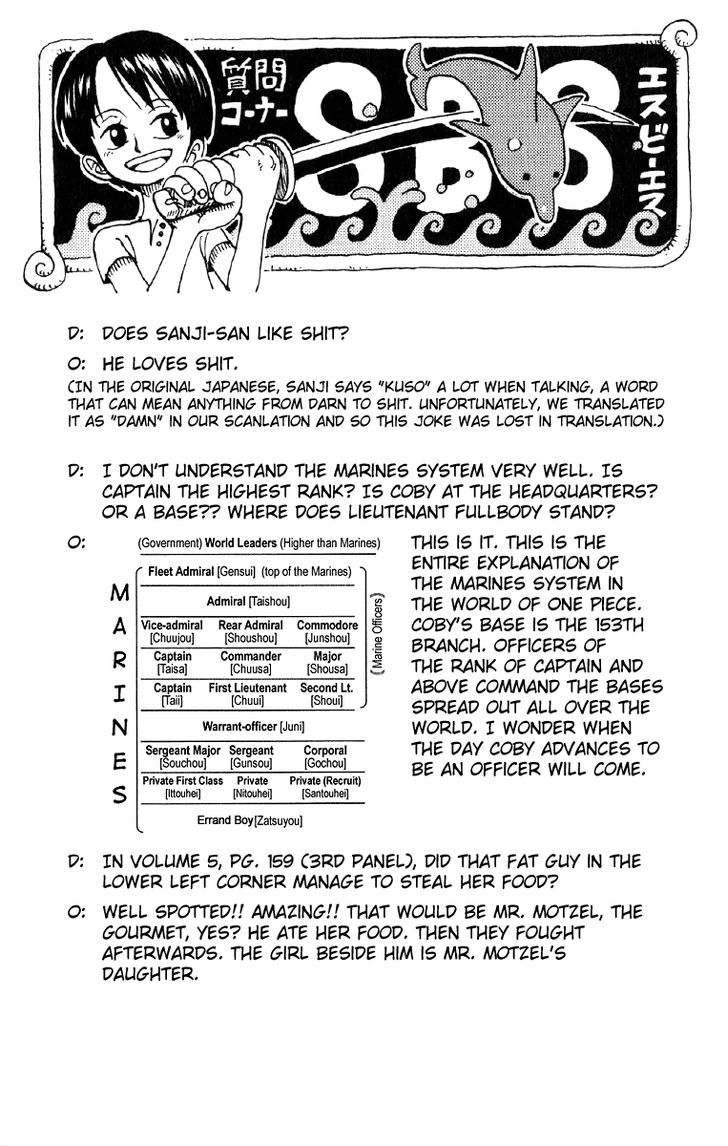 質問
コーナー
SBS
エスビーエス
D: DOES SANJI-SAN LIKE SHIT?
O: HE LOVES SHIT.
(IN THE ORIGINAL JAPANESE, SANJI SAYS "KUSO" A LOT WHEN TALKING, A WORD
THAT CAN MEAN ANYTHING FROM DARN TO SHIT. UNFORTUNATELY, WE TRANSLATED
IT AS "DAMN" IN OUR SCANLATION AND SO THIS JOKE WAS LOST IN TRANSLATION.)
D: I DON'T UNDERSTAND THE MARINES SYSTEM VERY WELL. IS
CAPTAIN THE HIGHEST RANK? IS COBY AT THE HEADQUARTERS?
OR A BASE?? WHERE DOES LIEUTENANT FULLBODY STAND?
O:
(Government) World Leaders (Higher than Marines)
MARINES
Fleet Admiral [Gensui] (top of the Marines)
Admiral [Taishou]
Vice-admiral Rear Admiral Commodore
[Chuujou] [Shoushou] [Junshou]
Captain Commander Major
[Taisa] [Chuusa] [Shousa]
Captain First Lieutenant Second Lt.
[Taii] [Chuui] [Shoui]
(Marine Officers)
Warrant-officer [Juni]
Sergeant Major Sergeant Corporal
[Souchou] [Gunsou] [Gochou]
Private First Class Private Private (Recruit)
[Ittouhei] [Nitouhei] [Santouhei]
Errand Boy[Zatsuyou]
THIS IS IT. THIS IS THE
ENTIRE EXPLANATION OF
THE MARINES SYSTEM IN
THE WORLD OF ONE PIECE.
COBY'S BASE IS THE 153TH
BRANCH. OFFICERS OF
THE RANK OF CAPTAIN AND
ABOVE COMMAND THE BASES
SPREAD OUT ALL OVER THE
WORLD. I WONDER WHEN
THE DAY COBY ADVANCES TO
BE AN OFFICER WILL COME.
D: IN VOLUME 5, PG. 159 (3RD PANEL), DID THAT FAT GUY IN THE
LOWER LEFT CORNER MANAGE TO STEAL HER FOOD?
O: WELL SPOTTED!! AMAZING!! THAT WOULD BE MR. MOTZEL, THE
GOURMET, YES? HE ATE HER FOOD. THEN THEY FOUGHT
AFTERWARDS. THE GIRL BESIDE HIM IS MR. MOTZEL'S
DAUGHTER.